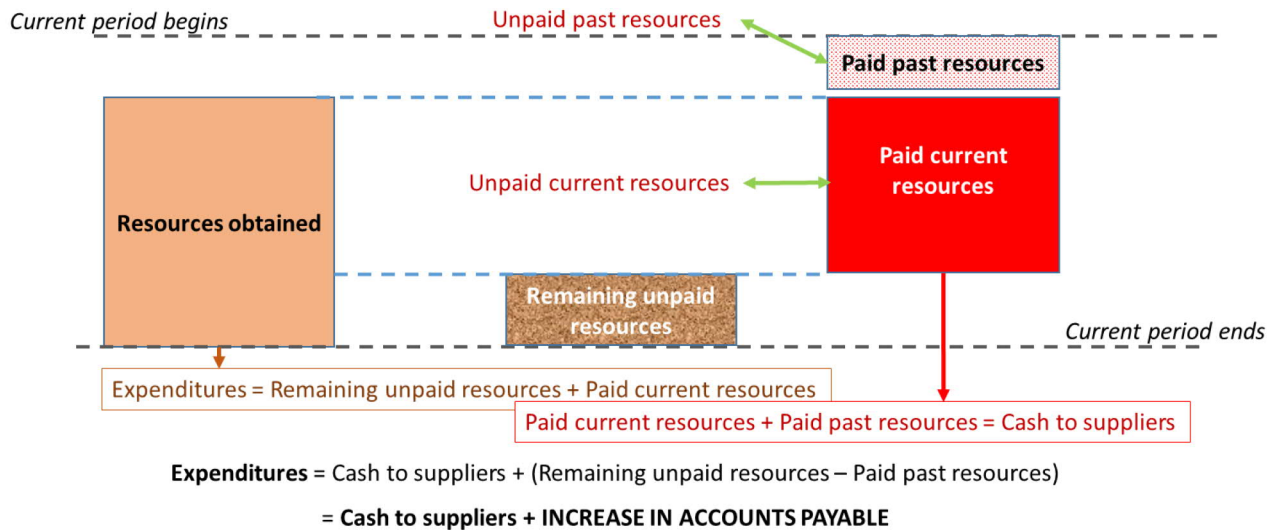 Current period begins
Unpaid past resources
Paid past resources
Paid current
resources
Unpaid current resources
Resources obtained
Remaining unpaid
resources
Current period ends
Expenditures = Remaining unpaid resources + Paid current resources
Paid current resources + Paid past resources = Cash to suppliers
Expenditures = Cash to suppliers + (Remaining unpaid resources – Paid past resources)
= Cash to suppliers + INCREASE IN ACCOUNTS PAYABLE